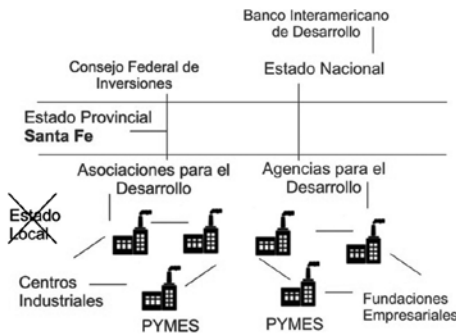 Banco Interamericano
de Desarrollo
Consejo Federal de
Inversiones
Estado Nacional
Estado Provincial
Santa Fe
Asociaciones para el
Desarrollo
Agencias para el
Desarrollo
Estado
Local
Centros
Industriales
PYMES
PYMES
Fundaciones
Empresariales